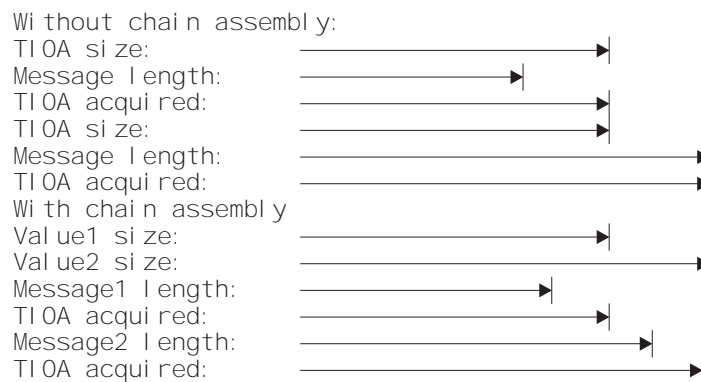 Without chain assembly:
TIOA size:
Message length:
TIOA acquired:
TIOA size:
Message length:
TIOA acquired:
With chain assembly
Value1 size:
Value2 size:
Message1 length:
TIOA acquired:
Message2 length:
TIOA acquired: